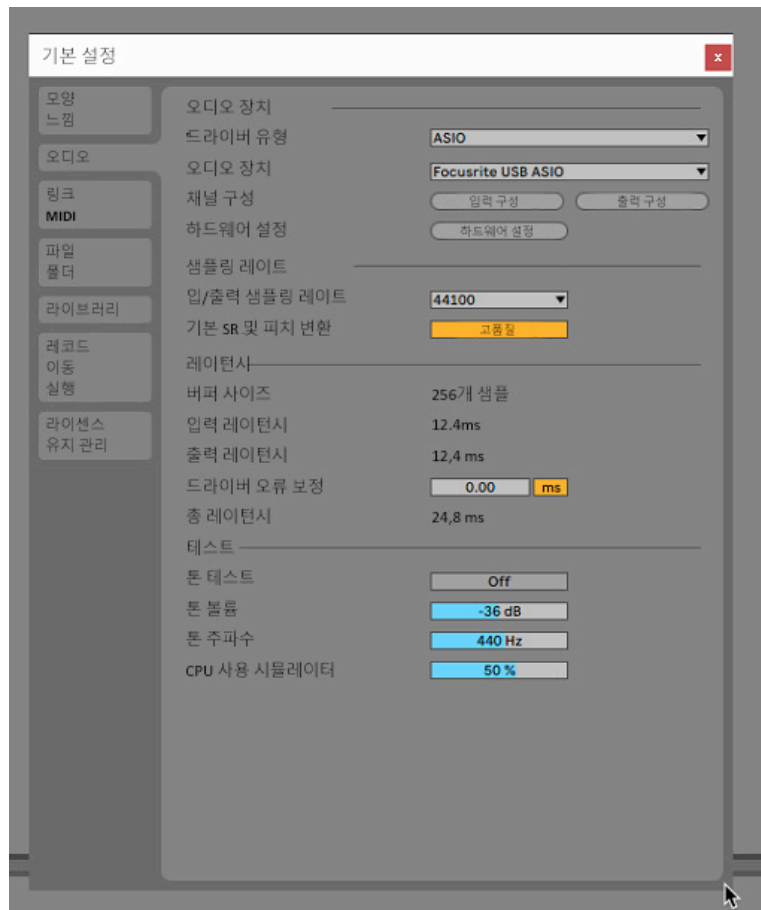 기본 설정
x
모양
느낌
오디오
링크
MIDI
파일
폴더
라이브러리
레코드
이동
실행
라이센스
유지 관리
오디오 장치
드라이버 유형 ASIO
오디오 장치 Focusrite USB ASIO
채널 구성 입력 구성 출력 구성
하드웨어 설정 하드웨어 설정
샘플링 레이트
입/출력 샘플링 레이트 44100
기본 SR 및 피치 변환 고품질
레이턴시
버퍼 사이즈 256개 샘플
입력 레이턴시 12.4ms
출력 레이턴시 12,4 ms
드라이버 오류 보정 0.00 ms
총 레이턴시 24,8 ms
테스트
톤 테스트 Off
톤 볼륨 -36 dB
톤 주파수 440 Hz
CPU 사용 시뮬레이터 50 %